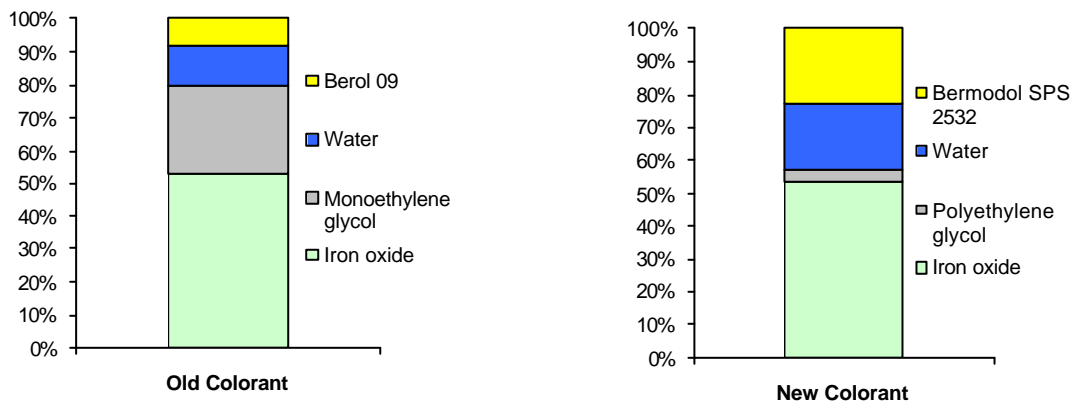 100%
90%
80%
70%
60%
50%
40%
30%
20%
10%
0%
Berol 09
Water
Monoethylene
glycol
Iron oxide
Old Colorant
100%
90%
80%
70%
60%
50%
40%
30%
20%
10%
0%
Bermodol SPS
2532
Water
Polyethylene
glycol
Iron oxide
New Colorant